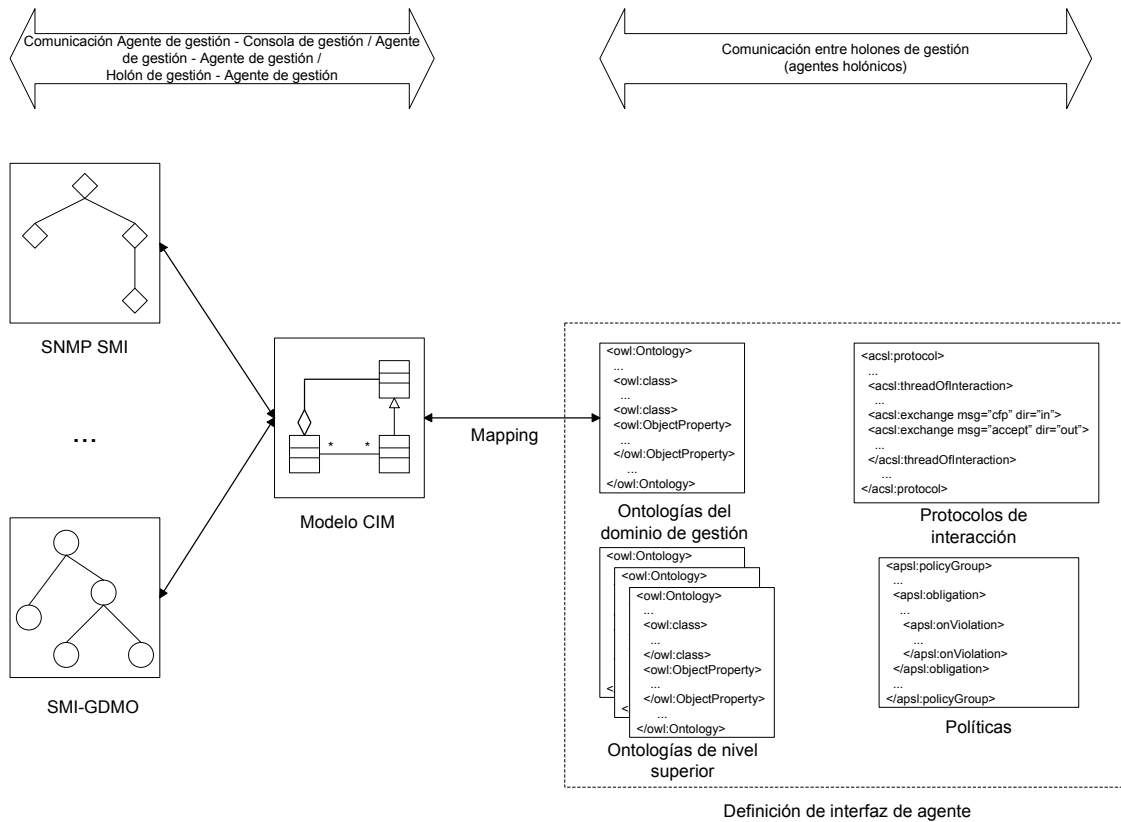 Comunicación Agente de gestión - Consola de gestión / Agente
de gestión - Agente de gestión /
Holón de gestión - Agente de gestión
Comunicación entre holones de gestión
(agentes holónicos)
SNMP SMI
...
SMI-GDMO
Modelo CIM
* *
Mapping
<owl:Ontology>
...
<owl:class>
...
<owl:class>
<owl:ObjectProperty>
...
</owl:ObjectProperty>
...
</owl:Ontology>
Ontologías del
dominio de gestión
<acsl:protocol>
...
<acsl:threadOfInteraction>
...
<acsl:exchange msg="cfp" dir="in">
<acsl:exchange msg="accept" dir="out">
...
</acsl:threadOfInteraction>
...
</acsl:protocol>
Protocolos de
interacción
<owl:Ontology>
<owl:Ontology>
<owl:Ontology>
...
<owl:class>
...
</owl:class>
<owl:ObjectProperty>
...
</owl:ObjectProperty>
...
</owl:Ontology>
<
<
Ontologías de nivel
superior
<apsl:policyGroup>
...
<apsl:obligation>
...
<apsl:onViolation>
...
</apsl:onViolation>
</apsl:obligation>
...
</apsl:policyGroup>
Políticas
Definición de interfaz de agente